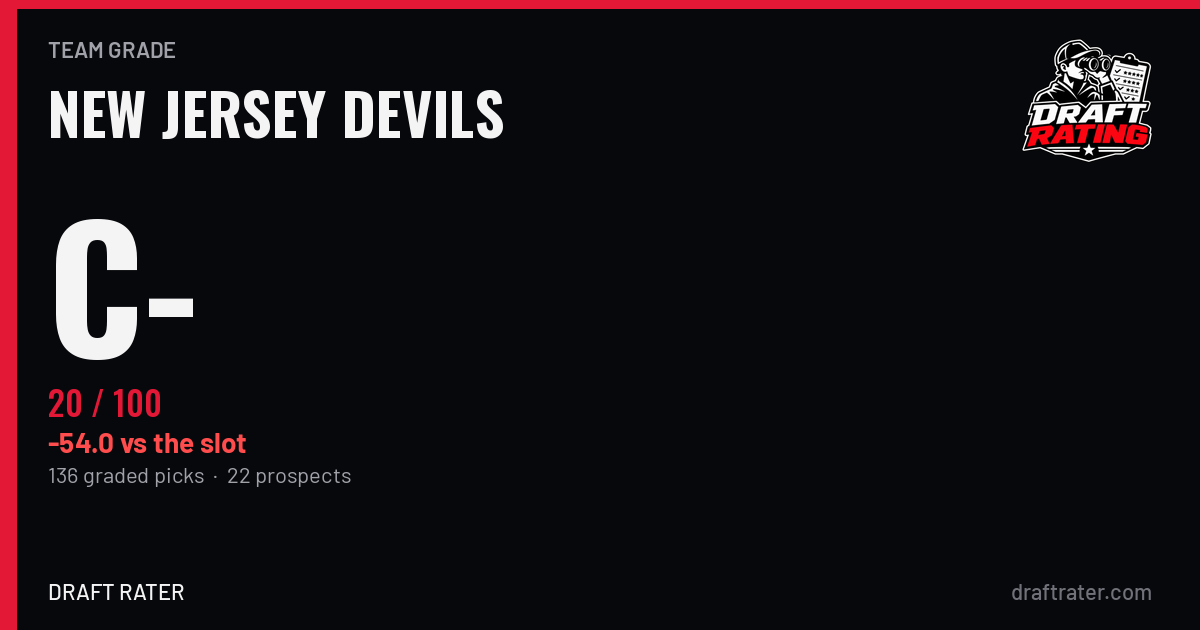 TEAM GRADE
NEW JERSEY DEVILS
DRAFT
RATING
C-
20 / 100
-54.0 vs the slot
136 graded picks · 22 prospects
DRAFT RATER
draftrater.com